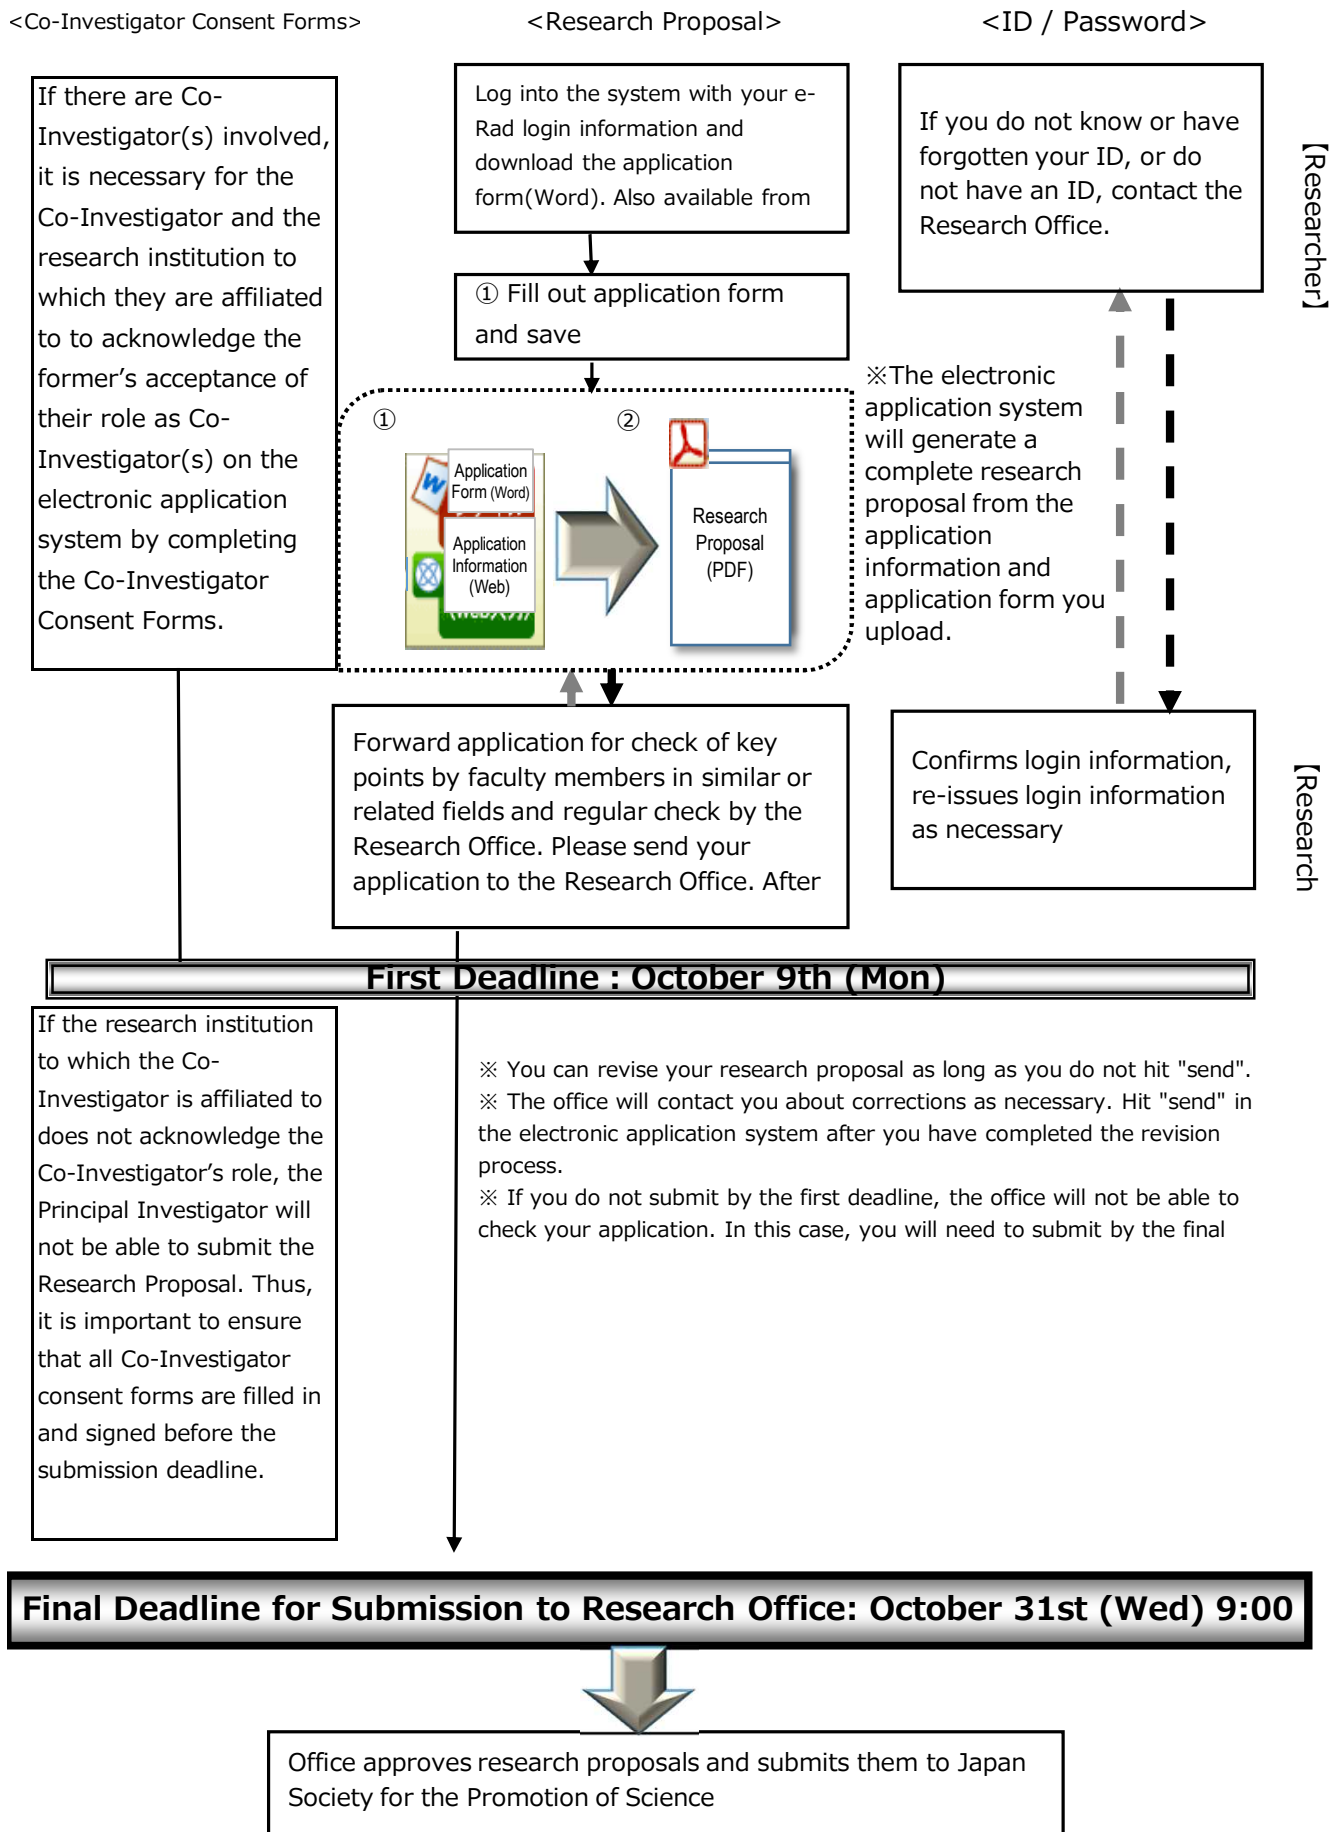 <Co-Investigator Consent Forms>
<Research Proposal>
<ID / Password>
If there are Co-
Investigator(s) involved,
it is necessary for the
Co-Investigator and the
research institution to
which they are affiliated
to to acknowledge the
former’s acceptance of
their role as Co-
Investigator(s) on the
electronic application
system by completing
the Co-Investigator
Consent Forms.
Log into the system with your e-
Rad login information and
download the application
form(Word). Also available from
① Fill out application form
and save
If you do not know or have
forgotten your ID, or do
not have an ID, contact the
Research Office.
【Researcher】
①
②
Application
Form (Word)
Application
Information
(Web)
Research
Proposal
(PDF)
※The electronic
application system
will generate a
complete research
proposal from the
application
information and
application form you
upload.
Forward application for check of key
points by faculty members in similar or
related fields and regular check by the
Research Office. Please send your
application to the Research Office. After
Confirms login information,
re-issues login information
as necessary
【Research
First Deadline : October 9th (Mon)
If the research institution
to which the Co-
Investigator is affiliated to
does not acknowledge the
Co-Investigator’s role, the
Principal Investigator will
not be able to submit the
Research Proposal. Thus,
it is important to ensure
that all Co-Investigator
consent forms are filled in
and signed before the
submission deadline.
※ You can revise your research proposal as long as you do not hit "send".
※ The office will contact you about corrections as necessary. Hit "send" in
the electronic application system after you have completed the revision
process.
※ If you do not submit by the first deadline, the office will not be able to
check your application. In this case, you will need to submit by the final
Final Deadline for Submission to Research Office: October 31st (Wed) 9:00
Office approves research proposals and submits them to Japan
Society for the Promotion of Science